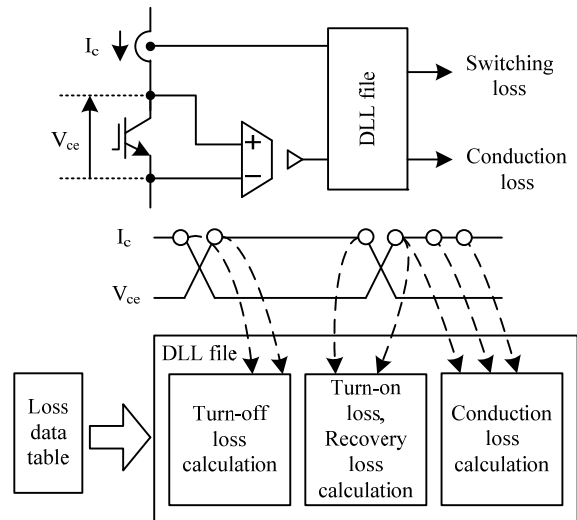 I_c
DLL file
Switching
loss
V_ce
+
−
Conduction
loss
I_c
V_ce
DLL file
Loss
data
table
Turn-off
loss
calculation
Turn-on
loss,
Recovery
loss
calculation
Conduction
loss
calculation